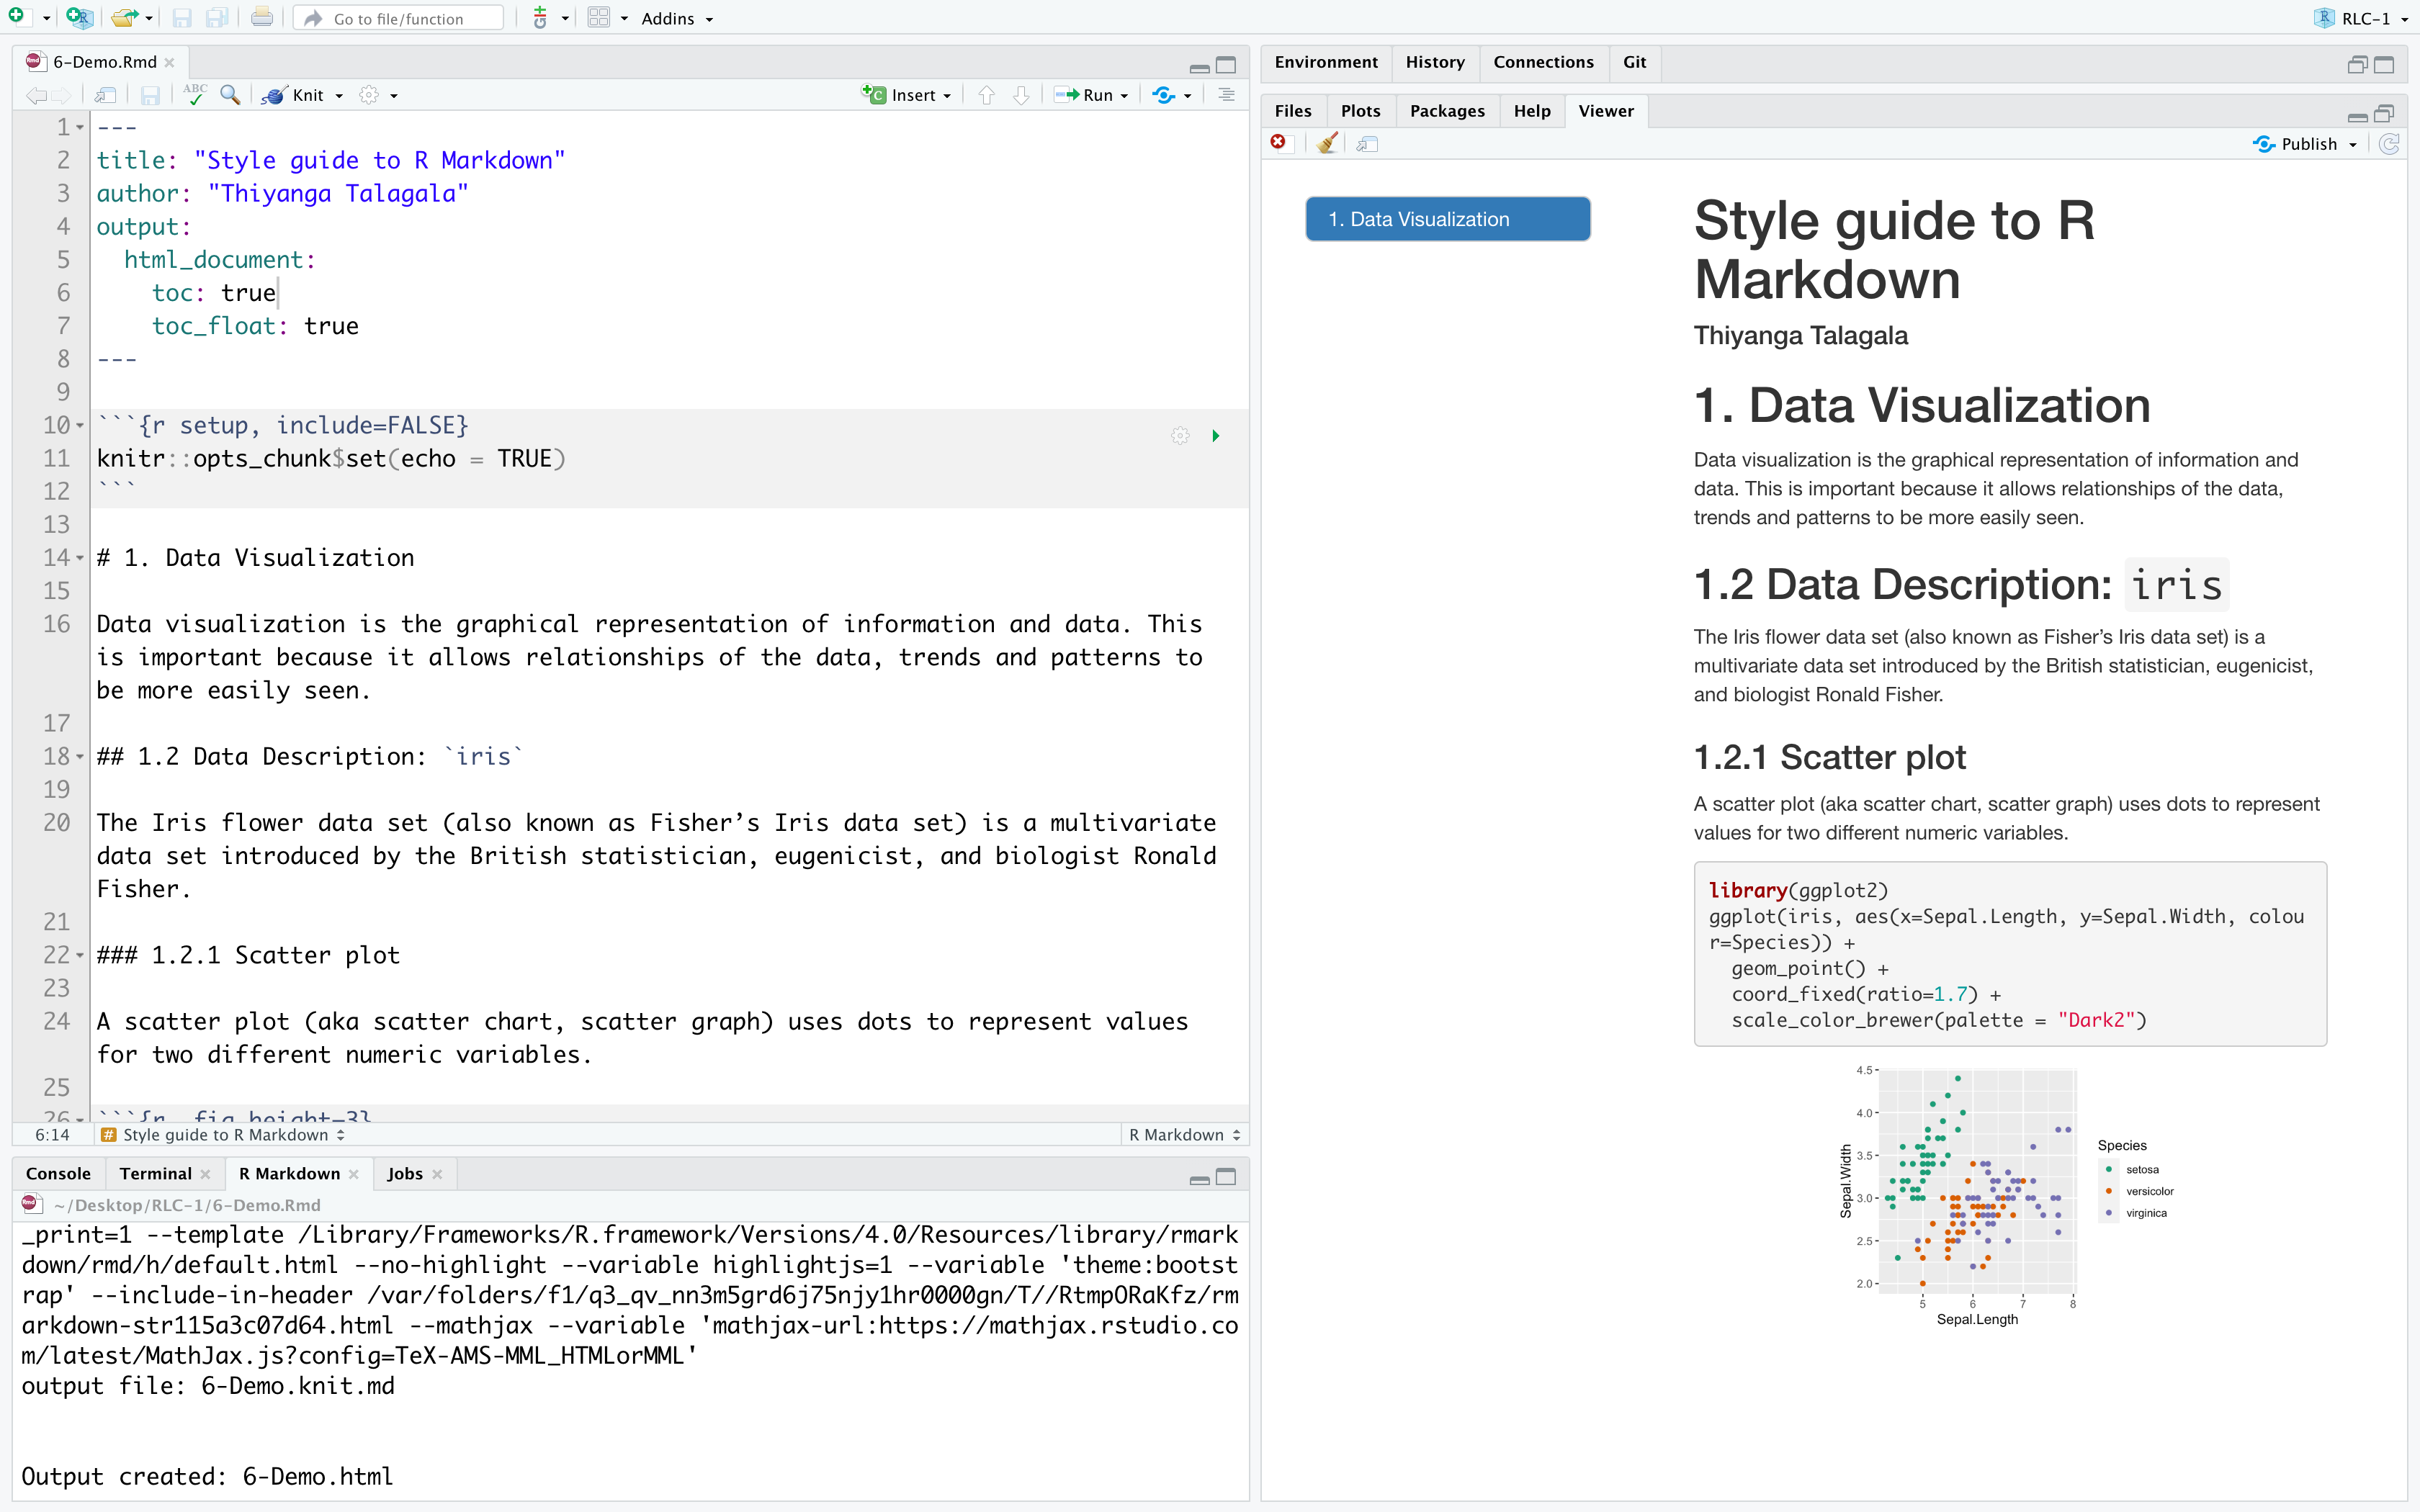 Go to file/function
Addins
RLC-1
6-Demo.Rmd
ABC
Knit
Insert
Run
1 ---
2 title: "Style guide to R Markdown"
3 author: "Thiyanga Talagala"
4 output:
5 html_document:
6 toc: true
7 toc_float: true
8 ---
9
10 ```{r setup, include=FALSE}
11 knitr::opts_chunk$set(echo = TRUE)
12 ```
13
14 # 1. Data Visualization
15
16 Data visualization is the graphical representation of information and data. This
is important because it allows relationships of the data, trends and patterns to
be more easily seen.
17
18 ## 1.2 Data Description: `iris`
19
20 The Iris flower data set (also known as Fisher’s Iris data set) is a multivariate
data set introduced by the British statistician, eugenicist, and biologist Ronald
Fisher.
21
22 ### 1.2.1 Scatter plot
23
24 A scatter plot (aka scatter chart, scatter graph) uses dots to represent values
for two different numeric variables.
25
26 ```{r, fig.height=3}
6:14 # Style guide to R Markdown R Markdown
Console Terminal R Markdown Jobs
~/Desktop/RLC-1/6-Demo.Rmd
_print=1 --template /Library/Frameworks/R.framework/Versions/4.0/Resources/library/rmark
down/rmd/h/default.html --no-highlight --variable highlightjs=1 --variable 'theme:bootst
rap' --include-in-header /var/folders/f1/q3_qv_nn3m5grd6j75njy1hr0000gn/T//RtmpORaKfz/rm
arkdown-str115a3c07d64.html --mathjax --variable 'mathjax-url:https://mathjax.rstudio.co
m/latest/MathJax.js?config=TeX-AMS-MML_HTMLorMML'
output file: 6-Demo.knit.md
Output created: 6-Demo.html
Environment History Connections Git
Files Plots Packages Help Viewer
Publish
1. Data Visualization
Style guide to R
Markdown
Thiyanga Talagala
1. Data Visualization
Data visualization is the graphical representation of information and
data. This is important because it allows relationships of the data,
trends and patterns to be more easily seen.
1.2 Data Description: iris
The Iris flower data set (also known as Fisher’s Iris data set) is a
multivariate data set introduced by the British statistician, eugenicist,
and biologist Ronald Fisher.
1.2.1 Scatter plot
A scatter plot (aka scatter chart, scatter graph) uses dots to represent
values for two different numeric variables.
library(ggplot2)
ggplot(iris, aes(x=Sepal.Length, y=Sepal.Width, colou
r=Species)) +
geom_point() +
coord_fixed(ratio=1.7) +
scale_color_brewer(palette = "Dark2")
4.5
4.0
3.5
3.0
2.5
2.0
Sepal.Width
5 6 7 8
Sepal.Length
Species
setosa
versicolor
virginica